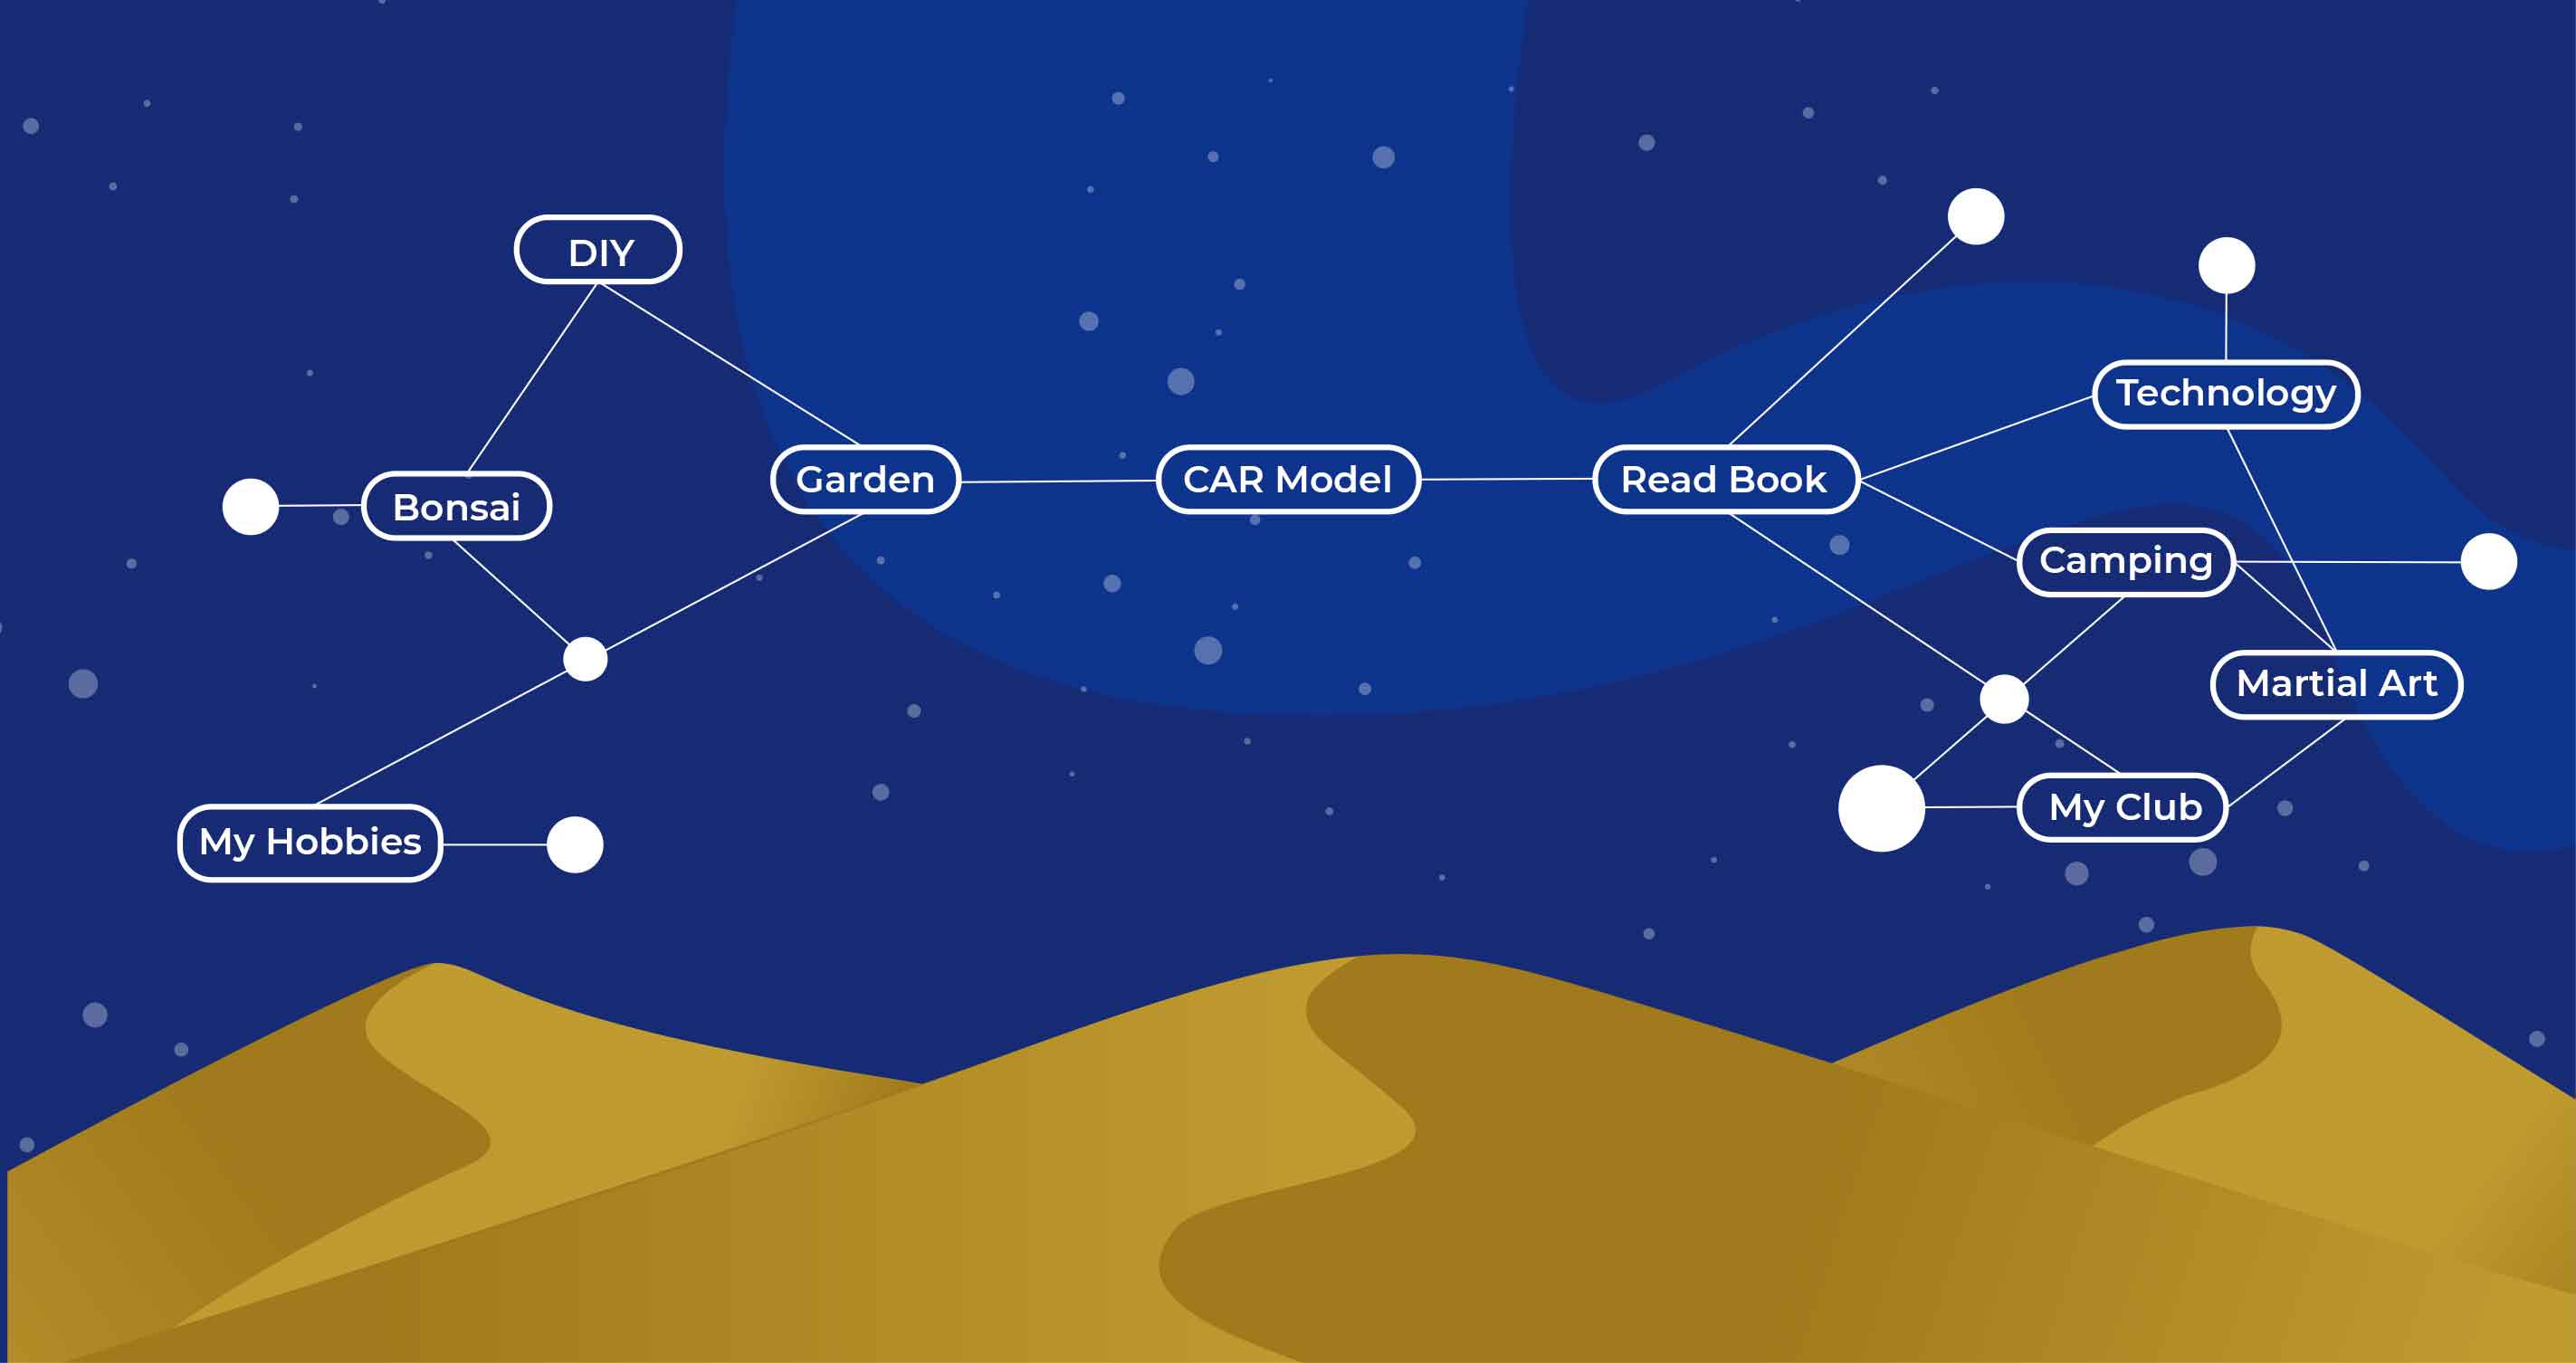 DIY
Technology
Garden
CAR Model
Read Book
Bonsai
Camping
Martial Art
My Club
My Hobbies